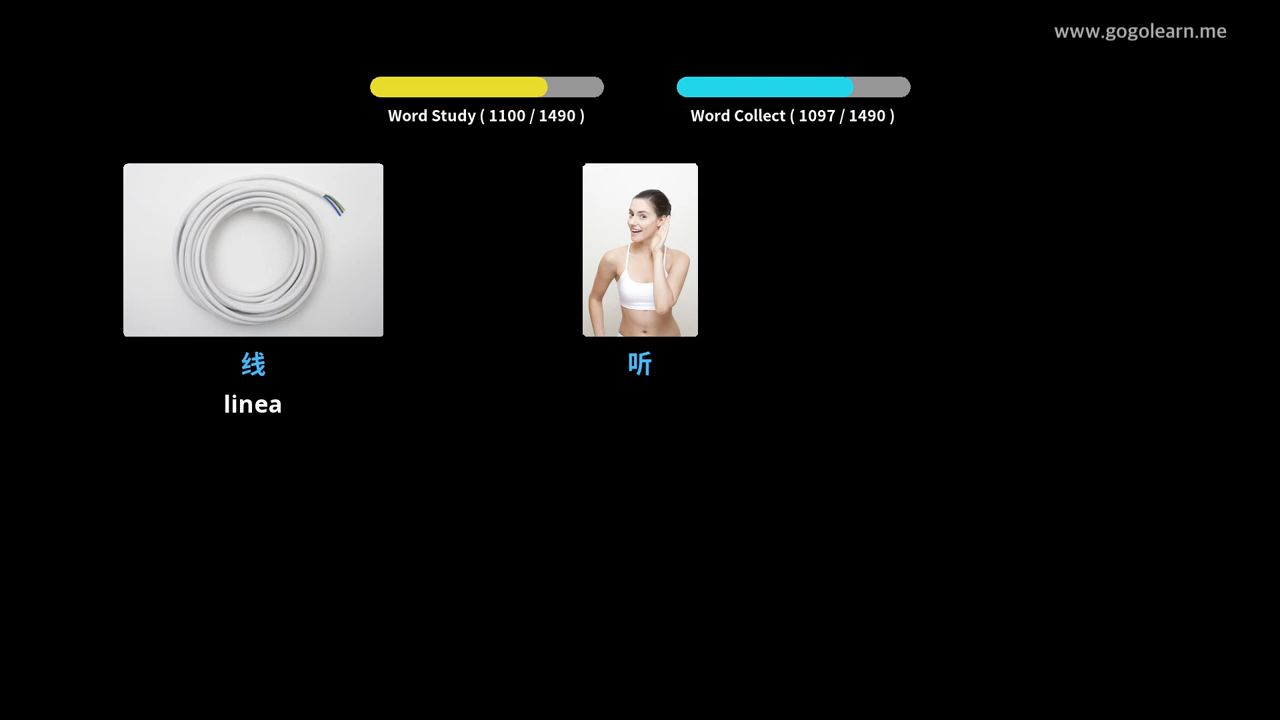 www.gogolearn.me
Word Study ( 1100 / 1490 )
Word Collect ( 1097 / 1490 )
线
听
linea